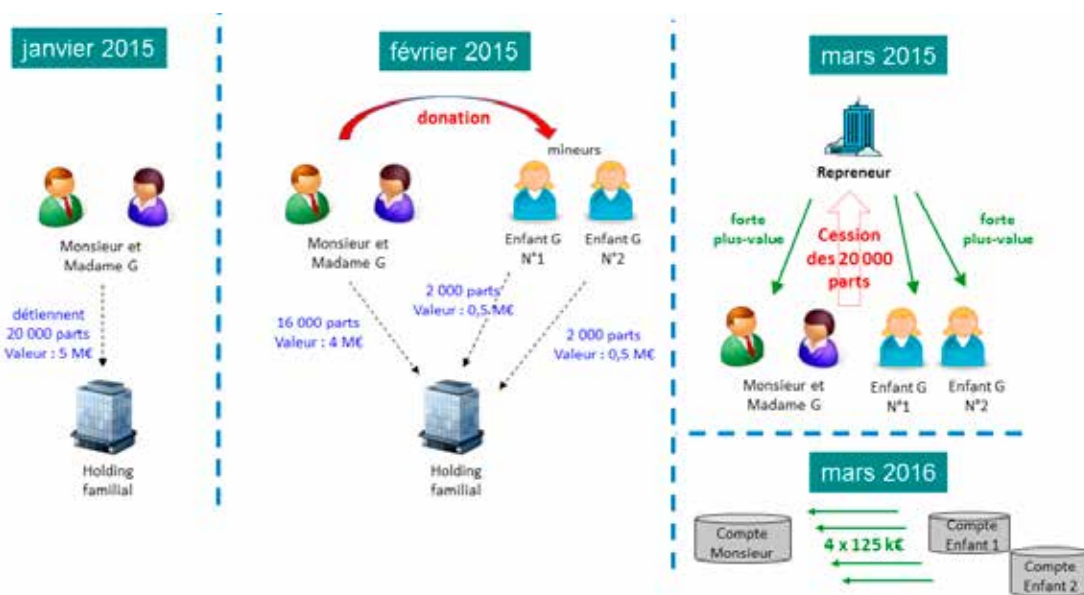 janvier 2015
Monsieur et
Madame G
détiennent
20 000 parts
Valeur : 5 M€
Holding
familial
février 2015
donation
mineurs
Monsieur et
Madame G
Enfant G
N°1
Enfant G
N°2
2 000 parts
Valeur : 0,5 M€
16 000 parts
Valeur : 4 M€
2 000 parts
Valeur : 0,5 M€
Holding
familial
mars 2015
Repreneur
forte
plus-value
Cession
des 20 000
parts
forte
plus-value
Monsieur et
Madame G
Enfant G
N°1
Enfant G
N°2
mars 2016
Compte
Monsieur
4 x 125 k€
Compte
Enfant 1
Compte
Enfant 2